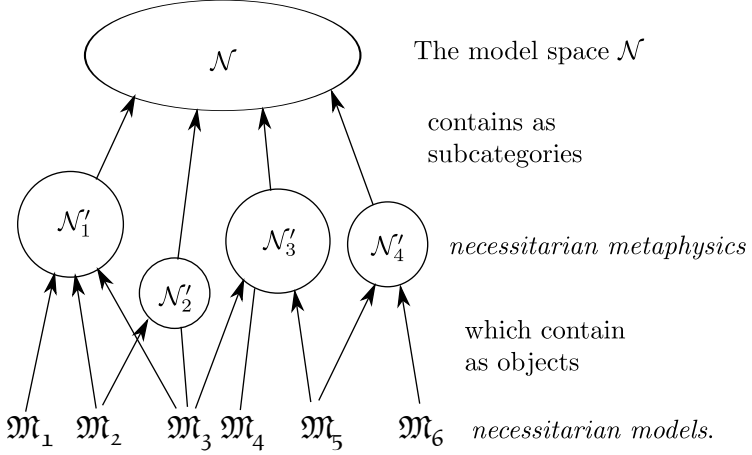 𝒩 The model space 𝒩
contains as
subcategories
𝒩′₁ 𝒩′₂ 𝒩′₃ 𝒩′₄ necessitarian metaphysics
which contain
as objects
𝔐₁ 𝔐₂ 𝔐₃ 𝔐₄ 𝔐₅ 𝔐₆ necessitarian models.